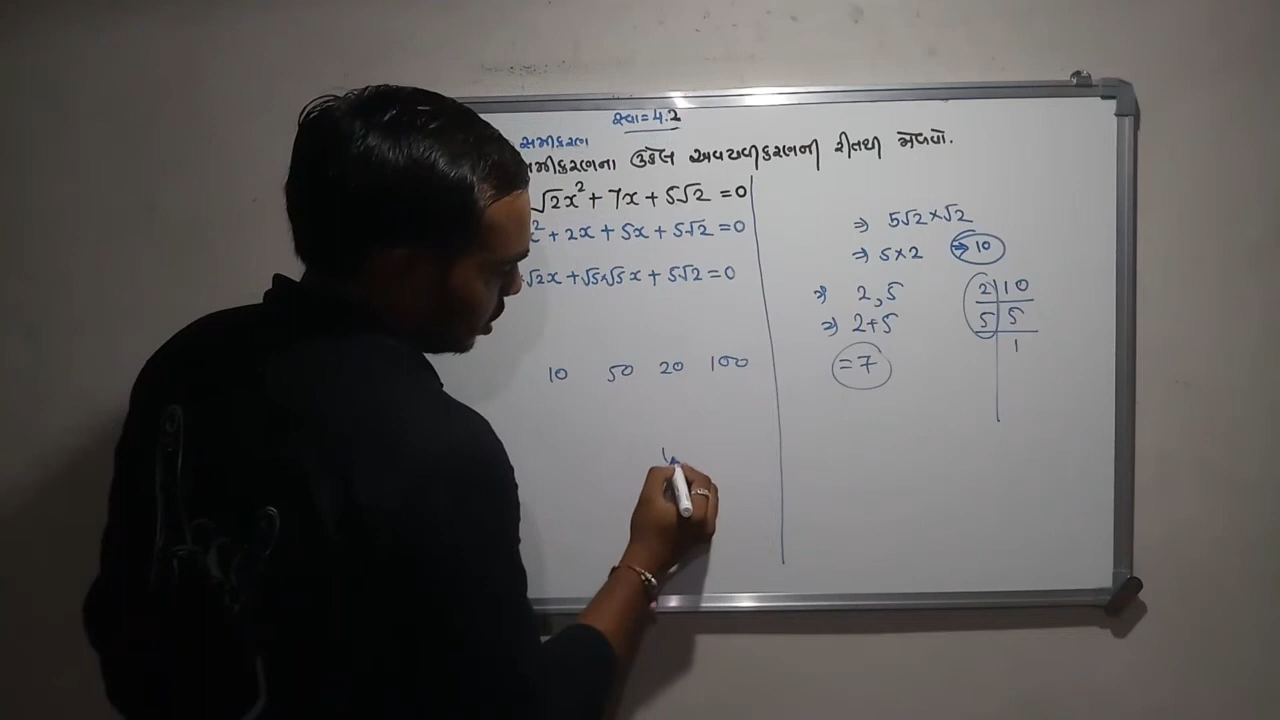 સ્વા=4.2
સમીકરણ
સમીકરણના ઉકેલ અવયવીકરણની રીતથી મેળવો.
√2x² + 7x + 5√2 = 0
x² + 2x + 5x + 5√2 = 0
√2x + √5×√5x + 5√2 = 0
10 50 20 100
⇒ 5√2×√2
⇒ 5×2 ⇒ 10
⇒ 2,5
⇒ 2+5
= 7
2 10
5 5
1